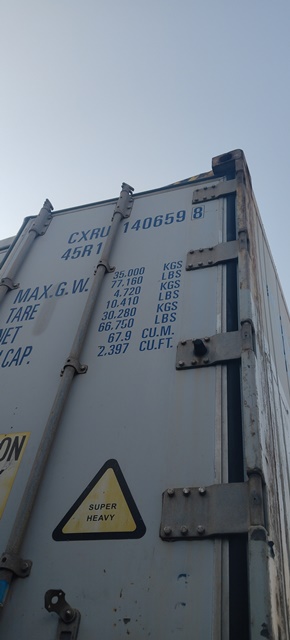 CXRU 140659 8
45R1
MAX.G.W. 35.000 KGS
77.160 LBS
TARE 4.720 KGS
10.410 LBS
NET 30.280 KGS
66.750 LBS
CAP. 67.9 CU.M.
2.397 CU.FT.
ON
SUPER
HEAVY